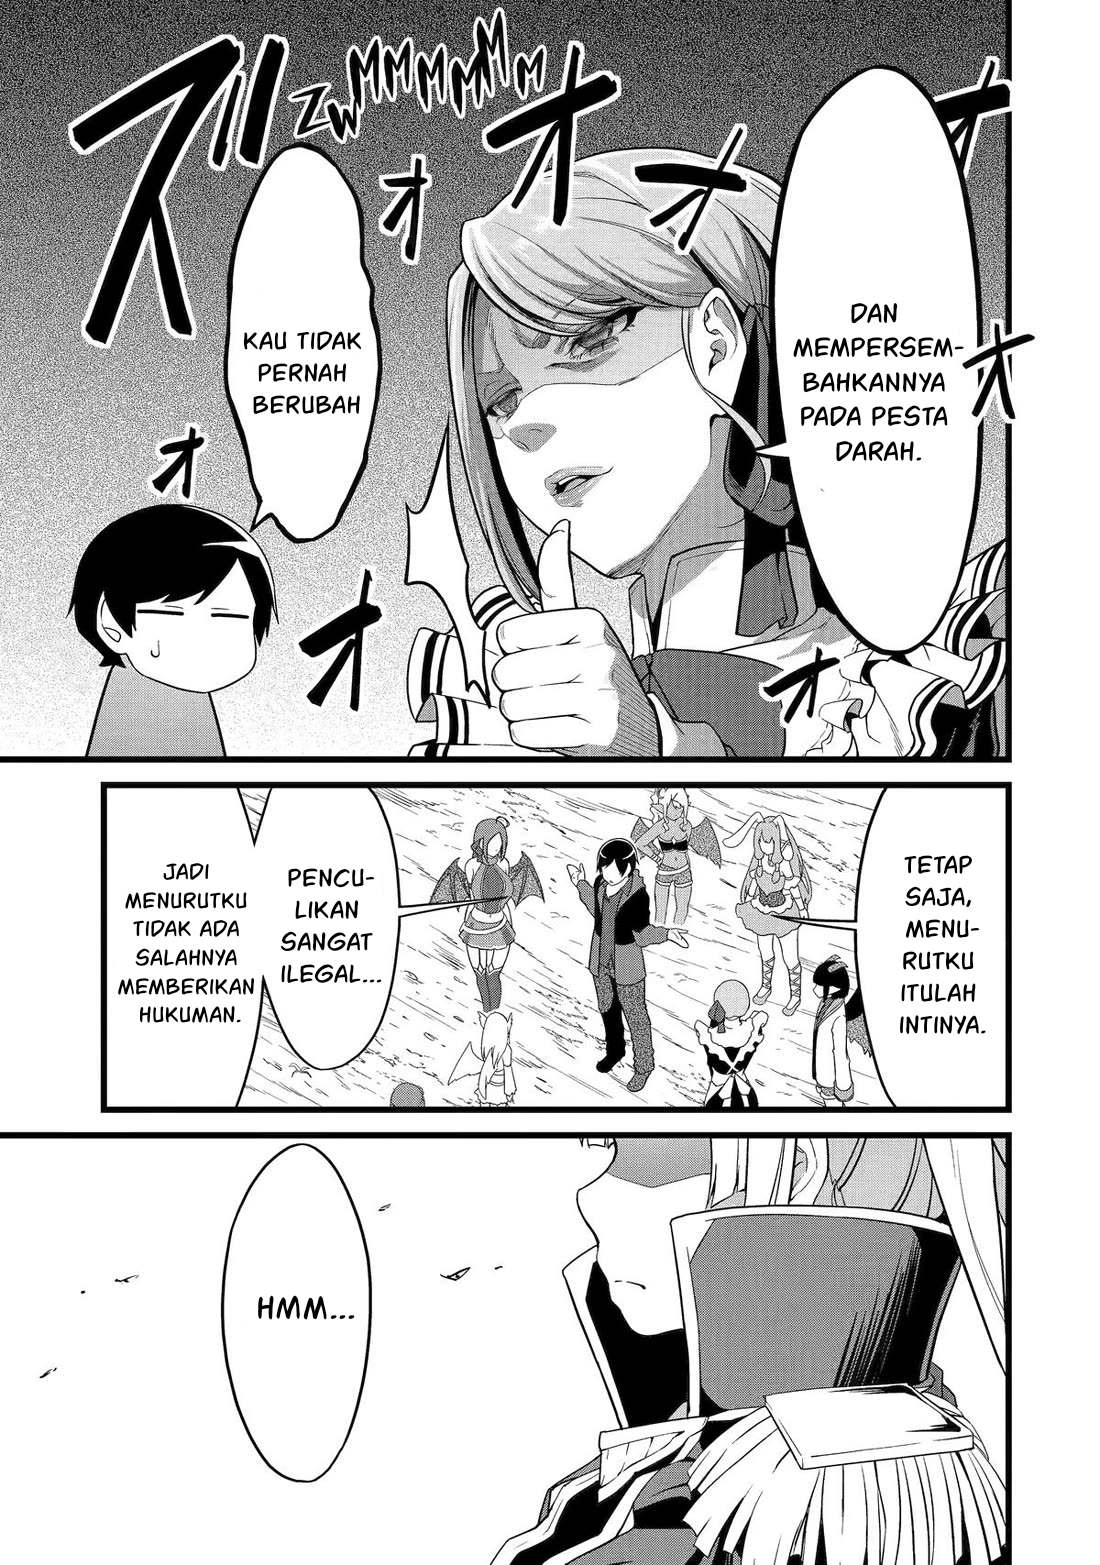 ズオオオオオオオ
ZWMMMMMM
DAN
MEMPERSEM-
BAHKANNYA
PADA PESTA
DARAH.
KAU TIDAK
PERNAH
BERUBAH
TETAP
SAJA,
MENU-
RUTKU
ITULAH
INTINYA.
PENCU-
LIKAN
SANGAT
ILEGAL...
JADI
MENURUTKU
TIDAK ADA
SALAHNYA
MEMBERIKAN
HUKUMAN.
HMM...